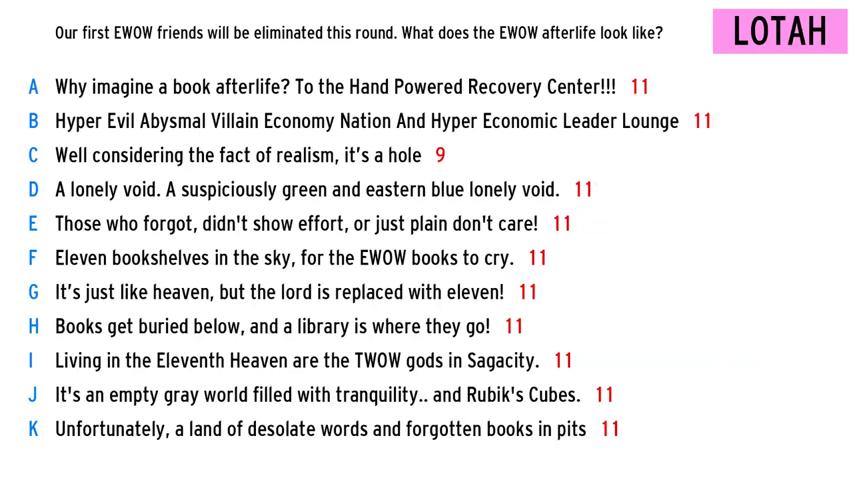 Our first EWOW friends will be eliminated this round. What does the EWOW afterlife look like?
LOTAH
A Why imagine a book afterlife? To the Hand Powered Recovery Center!!! 11
B Hyper Evil Abysmal Villain Economy Nation And Hyper Economic Leader Lounge 11
C Well considering the fact of realism, it’s a hole 9
D A lonely void. A suspiciously green and eastern blue lonely void. 11
E Those who forgot, didn't show effort, or just plain don't care! 11
F Eleven bookshelves in the sky, for the EWOW books to cry. 11
G It’s just like heaven, but the lord is replaced with eleven! 11
H Books get buried below, and a library is where they go! 11
I Living in the Eleventh Heaven are the TWOW gods in Sagacity. 11
J It's an empty gray world filled with tranquility.. and Rubik's Cubes. 11
K Unfortunately, a land of desolate words and forgotten books in pits 11